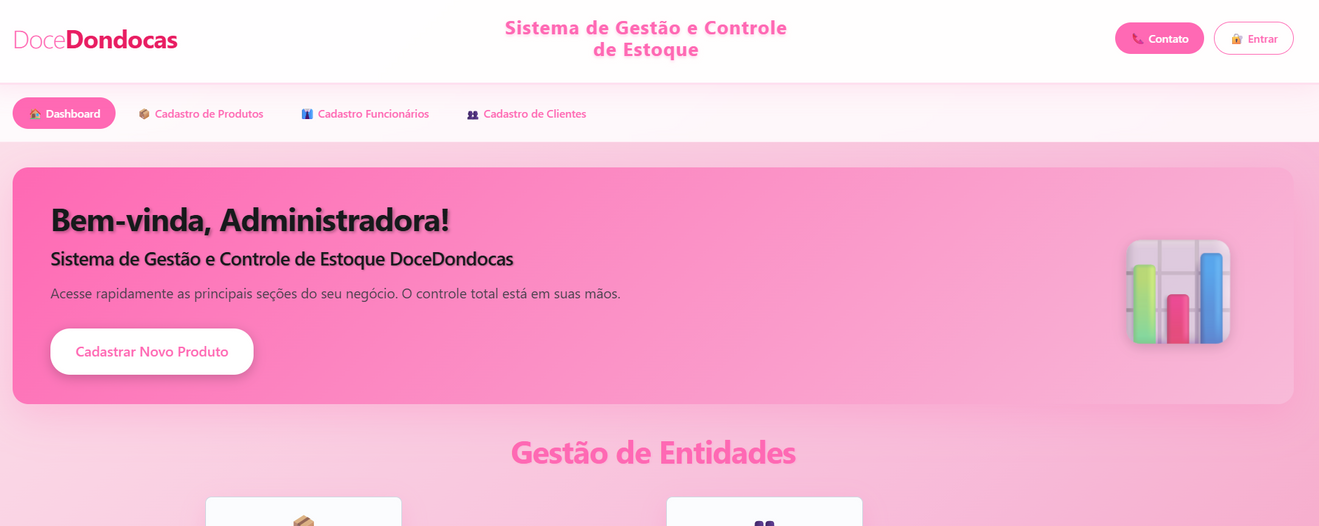 DoceDondocas
Sistema de Gestão e Controle
de Estoque
Contato
Entrar
Dashboard
Cadastro de Produtos
Cadastro Funcionários
Cadastro de Clientes
Bem-vinda, Administradora!
Sistema de Gestão e Controle de Estoque DoceDondocas
Acesse rapidamente as principais seções do seu negócio. O controle total está em suas mãos.
Cadastrar Novo Produto
Gestão de Entidades